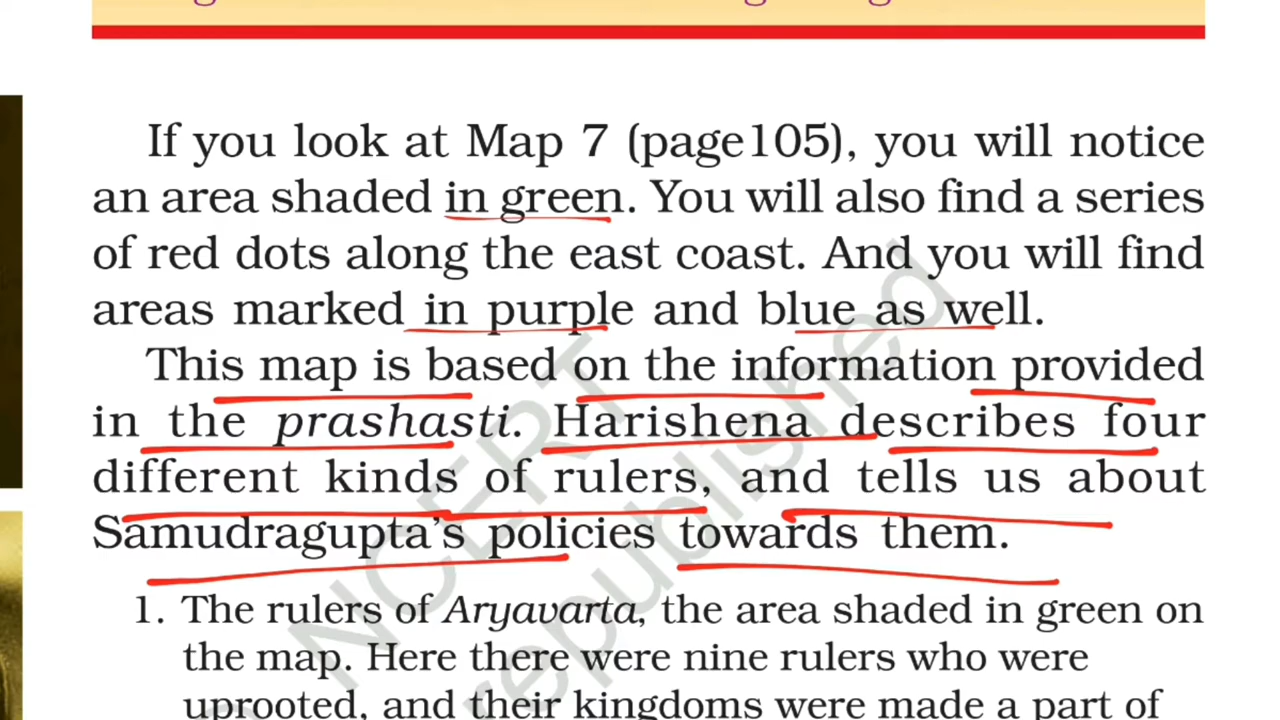 If you look at Map 7 (page105), you will notice
an area shaded in green. You will also find a series
of red dots along the east coast. And you will find
areas marked in purple and blue as well.
This map is based on the information provided
in the prashasti. Harishena describes four
different kinds of rulers, and tells us about
Samudragupta's policies towards them.
1. The rulers of Aryavarta, the area shaded in green on
the map. Here there were nine rulers who were
uprooted, and their kingdoms were made a part of
NCERT
republished